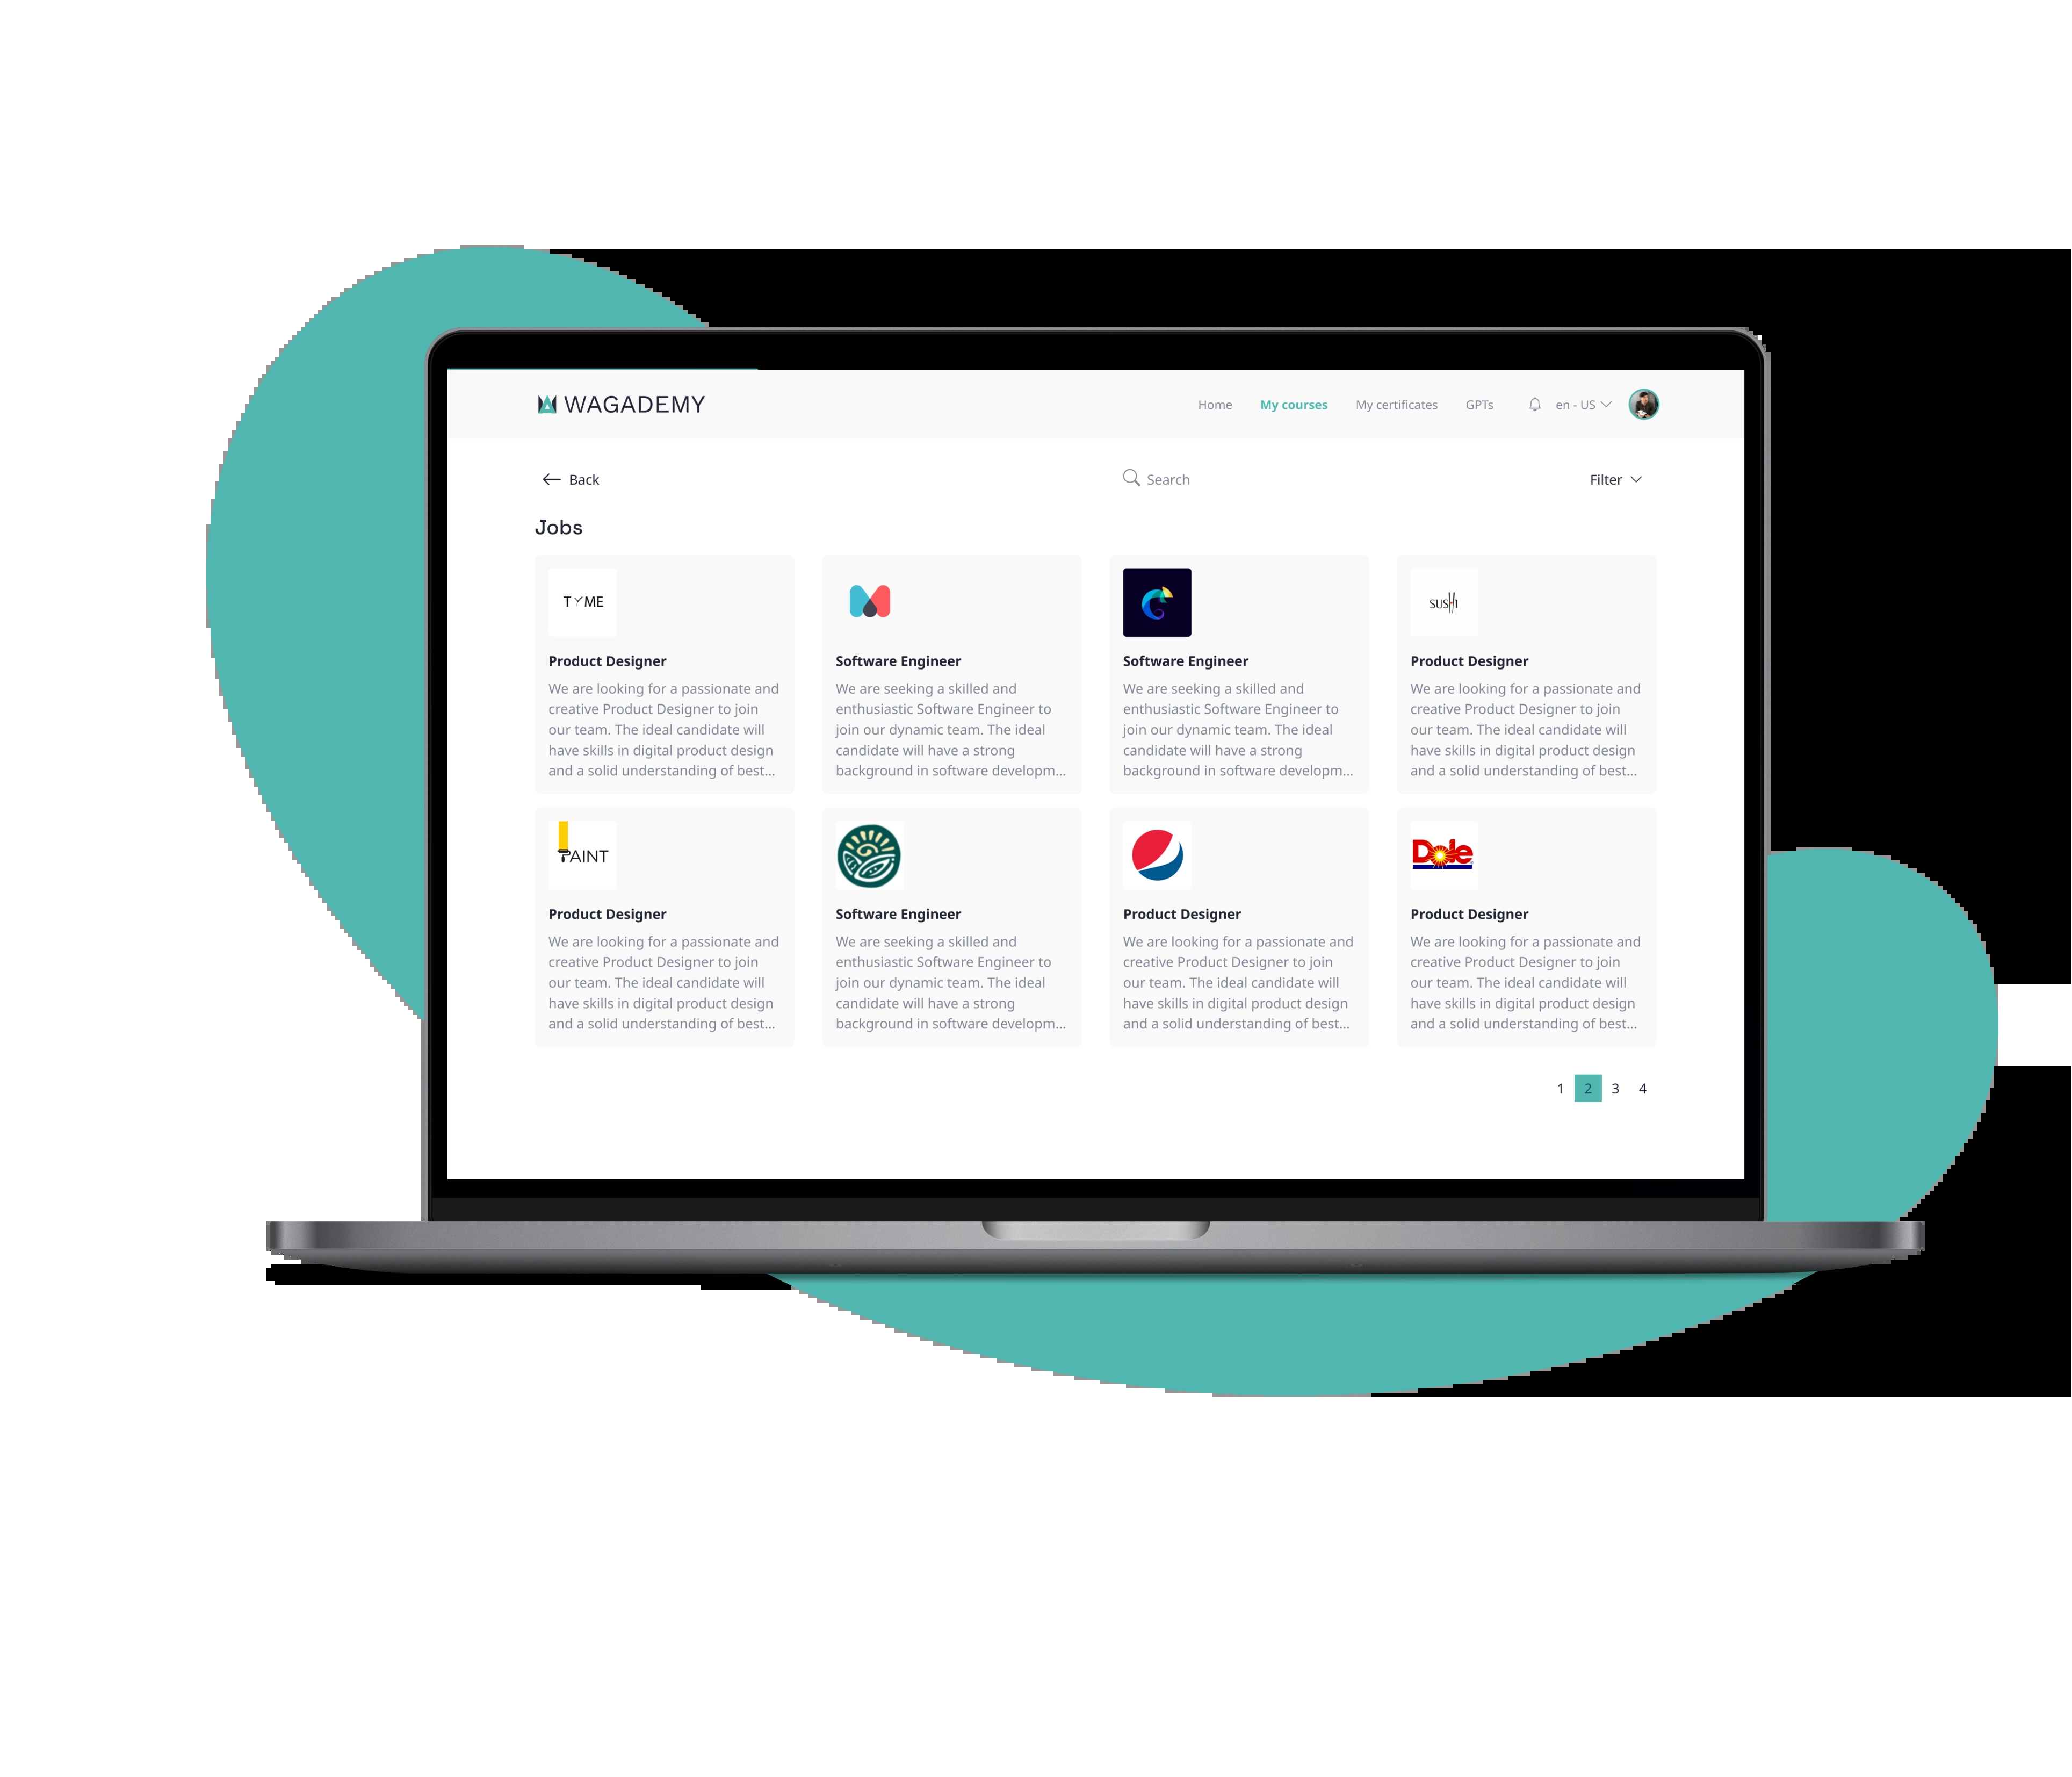 WAGADEMY
Home My courses My certificates GPTs en - US
Back Search Filter
Jobs
TYME
Product Designer
We are looking for a passionate and
creative Product Designer to join
our team. The ideal candidate will
have skills in digital product design
and a solid understanding of best...
Software Engineer
We are seeking a skilled and
enthusiastic Software Engineer to
join our dynamic team. The ideal
candidate will have a strong
background in software developm...
Software Engineer
We are seeking a skilled and
enthusiastic Software Engineer to
join our dynamic team. The ideal
candidate will have a strong
background in software developm...
SUSHI
Product Designer
We are looking for a passionate and
creative Product Designer to join
our team. The ideal candidate will
have skills in digital product design
and a solid understanding of best...
PAINT
Product Designer
We are looking for a passionate and
creative Product Designer to join
our team. The ideal candidate will
have skills in digital product design
and a solid understanding of best...
Software Engineer
We are seeking a skilled and
enthusiastic Software Engineer to
join our dynamic team. The ideal
candidate will have a strong
background in software developm...
Product Designer
We are looking for a passionate and
creative Product Designer to join
our team. The ideal candidate will
have skills in digital product design
and a solid understanding of best...
Dole
Product Designer
We are looking for a passionate and
creative Product Designer to join
our team. The ideal candidate will
have skills in digital product design
and a solid understanding of best...
1 2 3 4